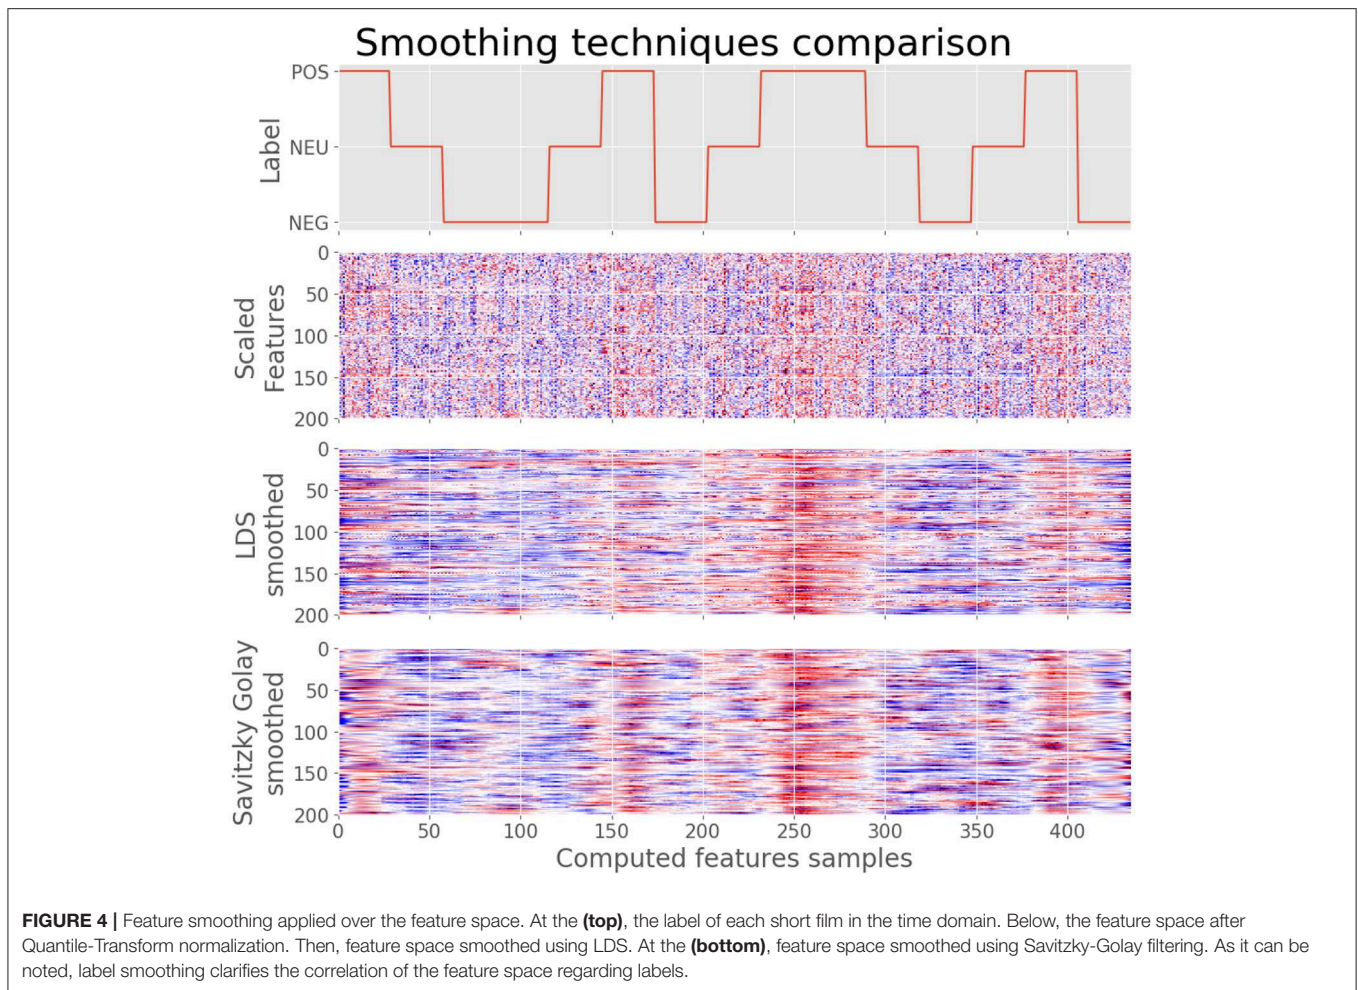 Smoothing techniques comparison
POS
NEU
NEG
Label
0
50
100
150
200
Scaled
Features
0
50
100
150
200
LDS
smoothed
0
50
100
150
200
Savitzky Golay
smoothed
0 50 100 150 200 250 300 350 400
Computed features samples
FIGURE 4 | Feature smoothing applied over the feature space. At the (top), the label of each short film in the time domain. Below, the feature space after
Quantile-Transform normalization. Then, feature space smoothed using LDS. At the (bottom), feature space smoothed using Savitzky-Golay filtering. As it can be
noted, label smoothing clarifies the correlation of the feature space regarding labels.